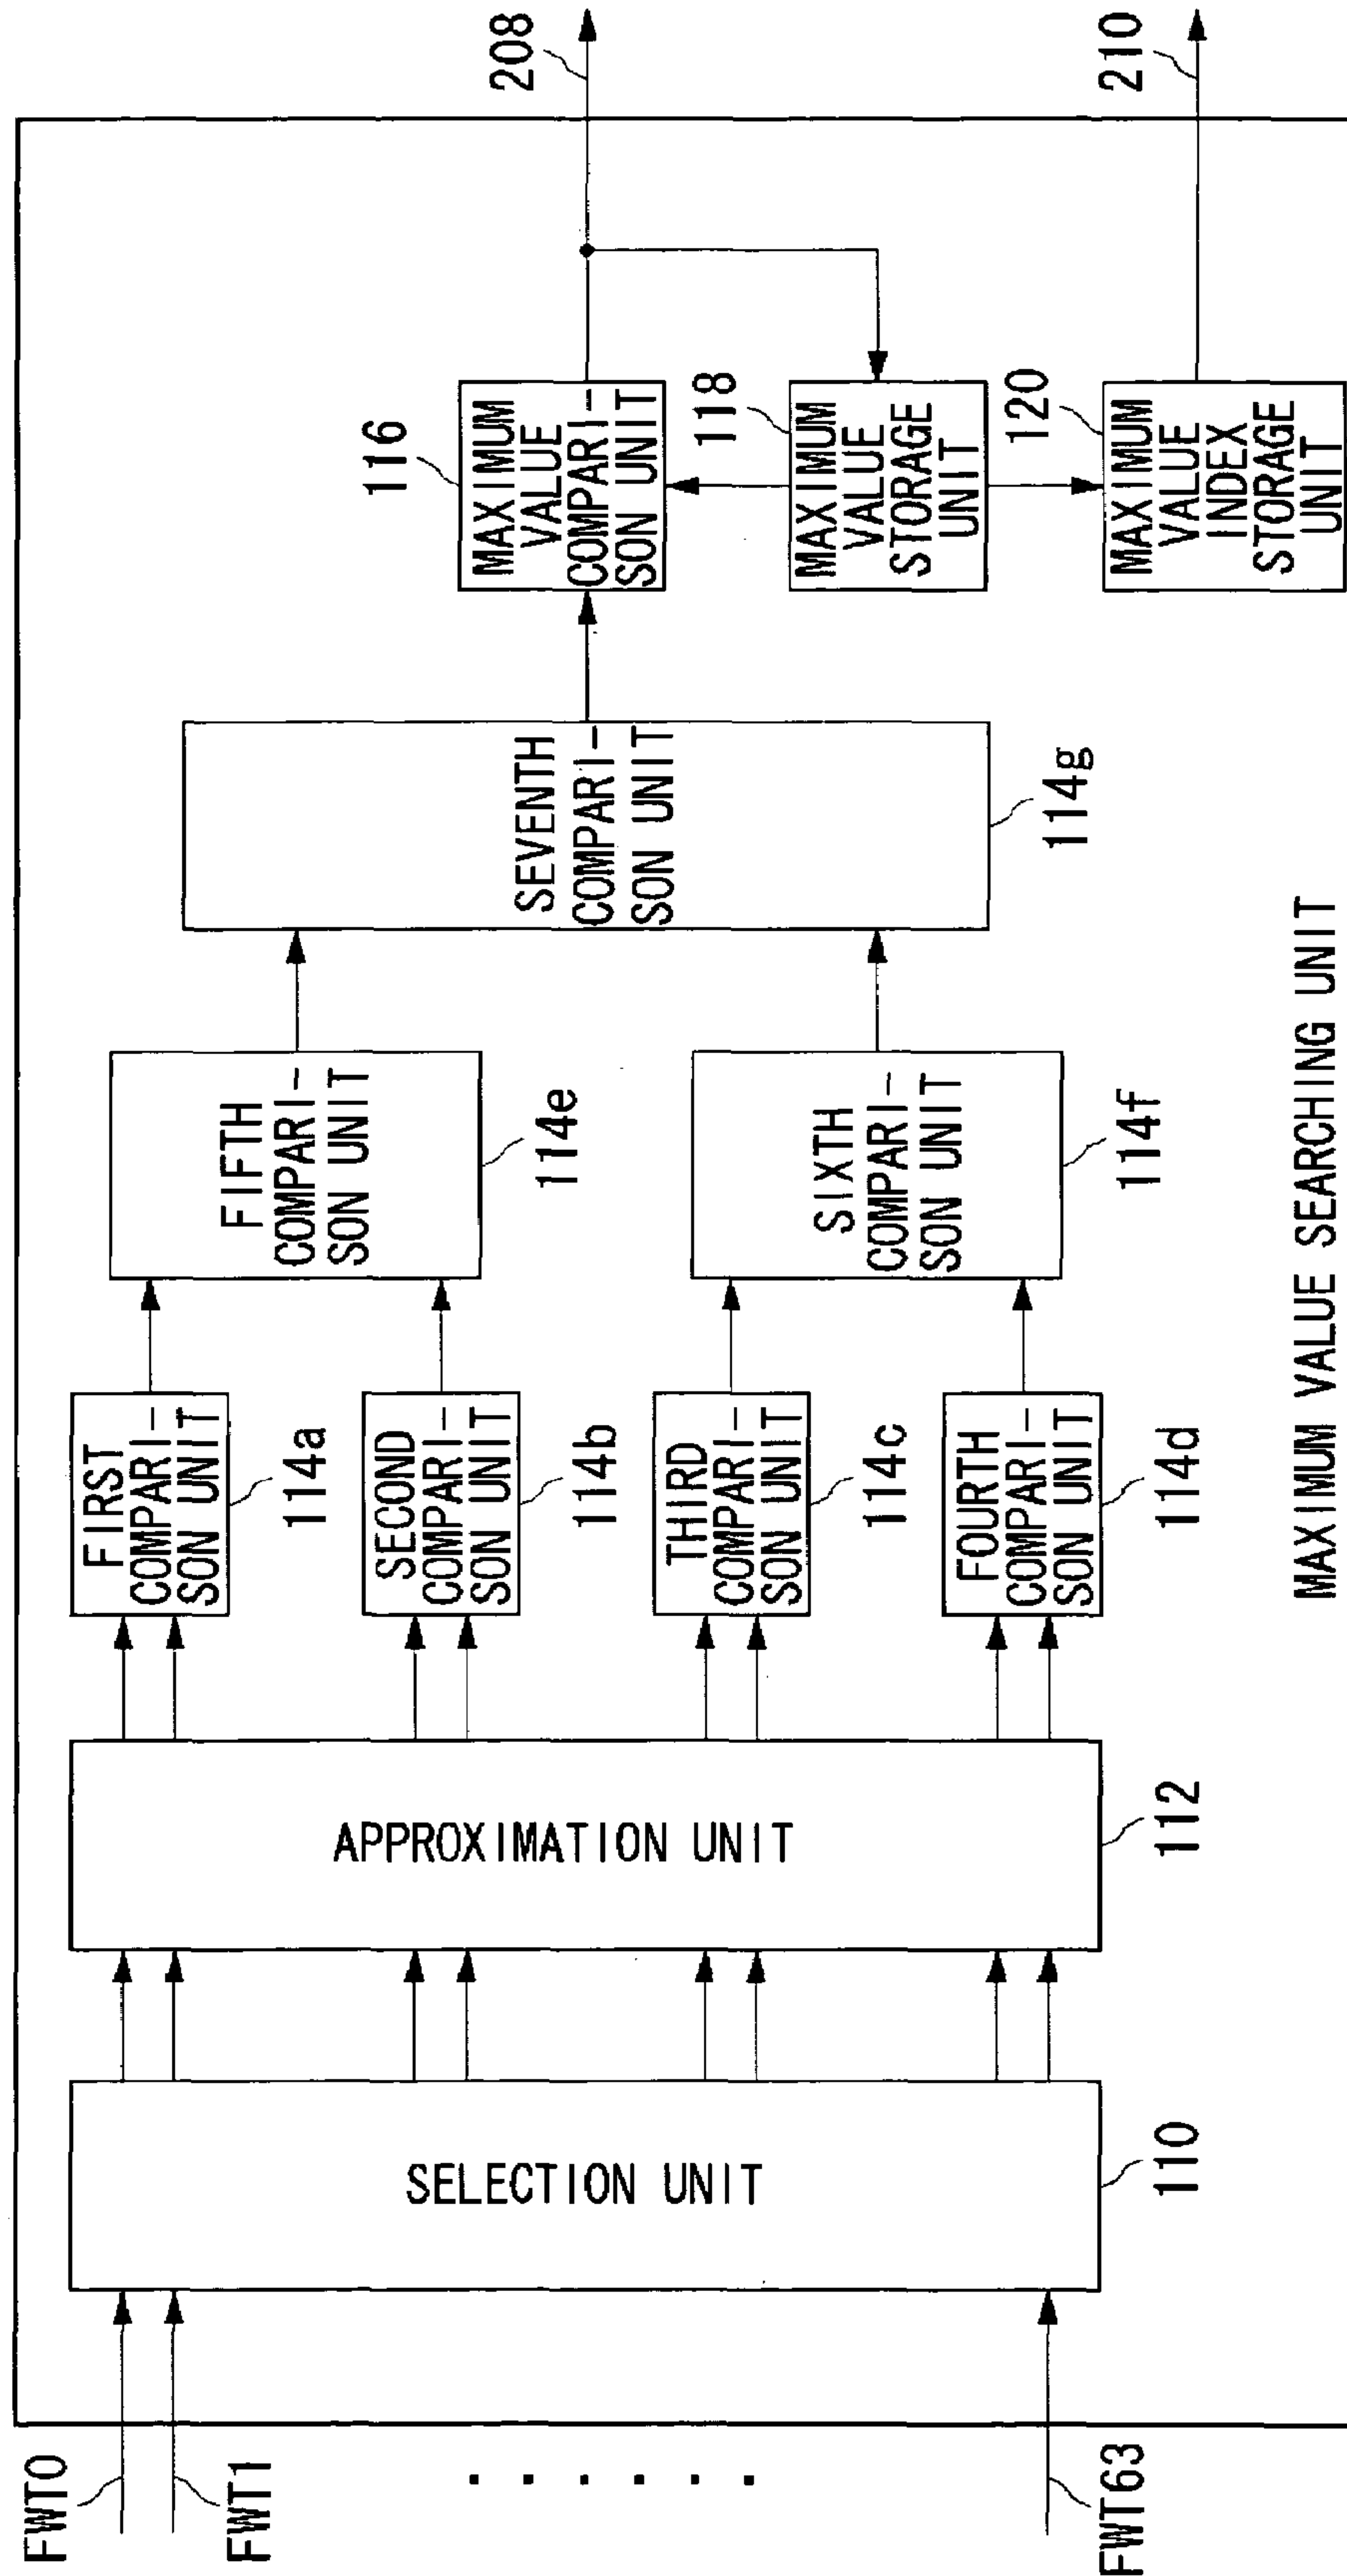 FWT0
FWT1
. . . . . .
FWT63
SELECTION UNIT
110
APPROXIMATION UNIT
112
FIRST
COMPARI-
SON UNIT
114a
SECOND
COMPARI-
SON UNIT
114b
THIRD
COMPARI-
SON UNIT
114c
FOURTH
COMPARI-
SON UNIT
114d
FIFTH
COMPARI-
SON UNIT
114e
SIXTH
COMPARI-
SON UNIT
114f
SEVENTH
COMPARI-
SON UNIT
114g
116
MAXIMUM
VALUE
COMPARI-
SON UNIT
118
MAXIMUM
VALUE
STORAGE
UNIT
120
MAXIMUM
VALUE
INDEX
STORAGE
UNIT
208
210
MAXIMUM VALUE SEARCHING UNIT